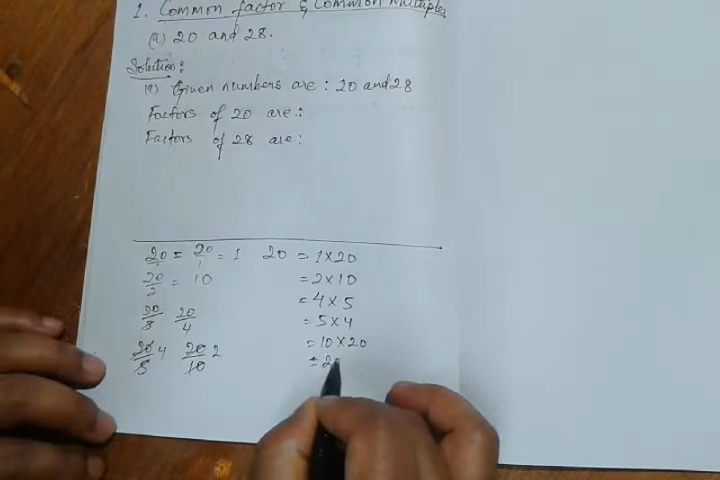 1. Common factor & Common multiples
(a) 20 and 28.
Solution:
(a) Given numbers are : 20 and 28
Factors of 20 are :
Factors of 28 are :
20 = 20/1 = 1 20 = 1×20
20/2 = 10 = 2×10
20/3 20/4 = 4×5
= 5×4
20/5 4 20/10 2 = 10×20
= 2